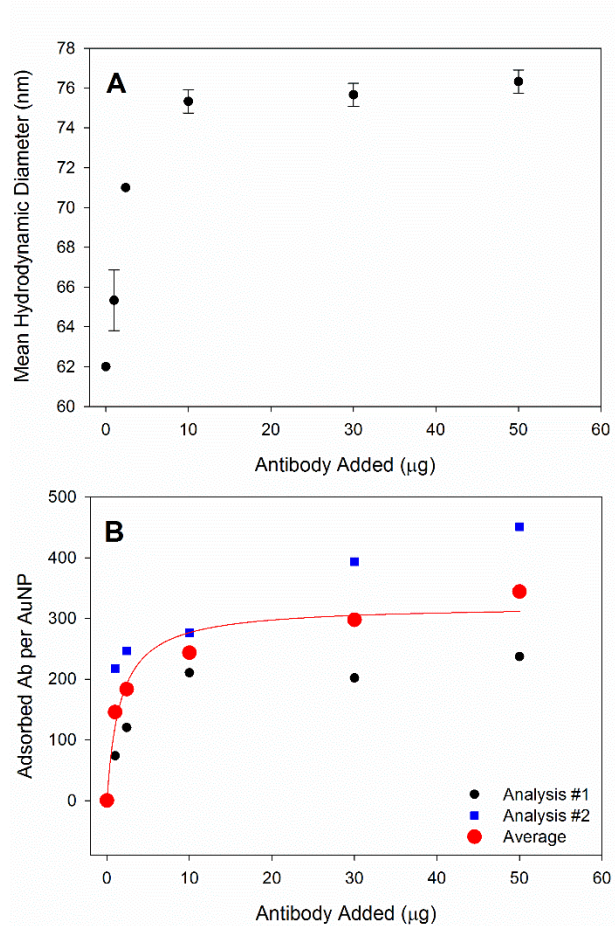 78
76
74
72
70
68
66
64
62
60
A
Mean Hydrodynamic Diameter (nm)
0 10 20 30 40 50 60
Antibody Added (μg)
500
400
300
200
100
0
B
Adsorbed Ab per AuNP
Analysis #1
Analysis #2
Average
0 10 20 30 40 50 60
Antibody Added (μg)